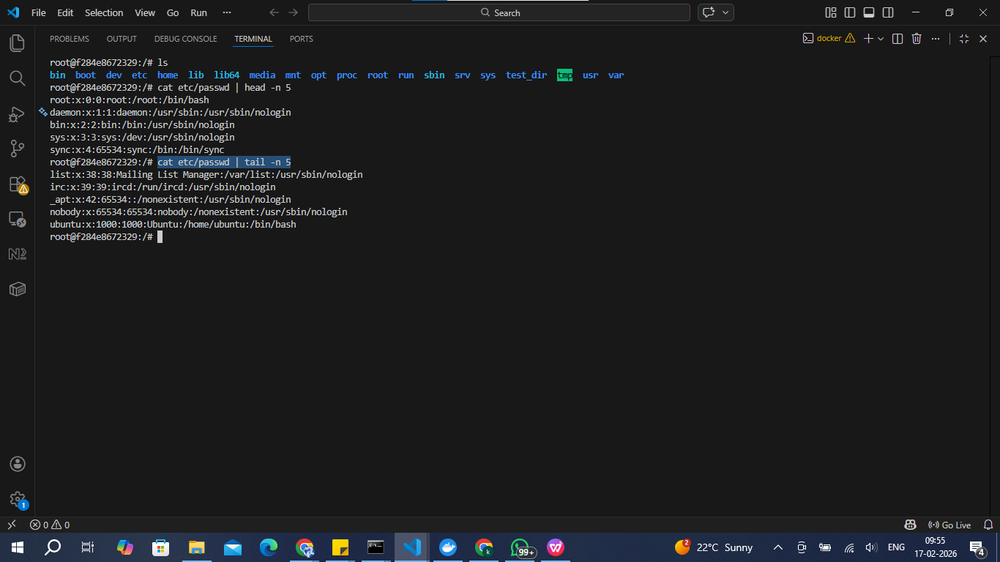 File Edit Selection View Go Run ··· Search
PROBLEMS OUTPUT DEBUG CONSOLE TERMINAL PORTS docker
root@f284e8672329:/# ls
bin boot dev etc home lib lib64 media mnt opt proc root run sbin srv sys test_dir tmp usr var
root@f284e8672329:/# cat etc/passwd | head -n 5
root:x:0:0:root:/root:/bin/bash
daemon:x:1:1:daemon:/usr/sbin:/usr/sbin/nologin
bin:x:2:2:bin:/bin:/usr/sbin/nologin
sys:x:3:3:sys:/dev:/usr/sbin/nologin
sync:x:4:65534:sync:/bin:/bin/sync
root@f284e8672329:/# cat etc/passwd | tail -n 5
list:x:38:38:Mailing List Manager:/var/list:/usr/sbin/nologin
irc:x:39:39:ircd:/run/ircd:/usr/sbin/nologin
_apt:x:42:65534::/nonexistent:/usr/sbin/nologin
nobody:x:65534:65534:nobody:/nonexistent:/usr/sbin/nologin
ubuntu:x:1000:1000:Ubuntu:/home/ubuntu:/bin/bash
root@f284e8672329:/#
1
0 0 Go Live
99+ 2 22°C Sunny ENG 09:55
17-02-2026 4